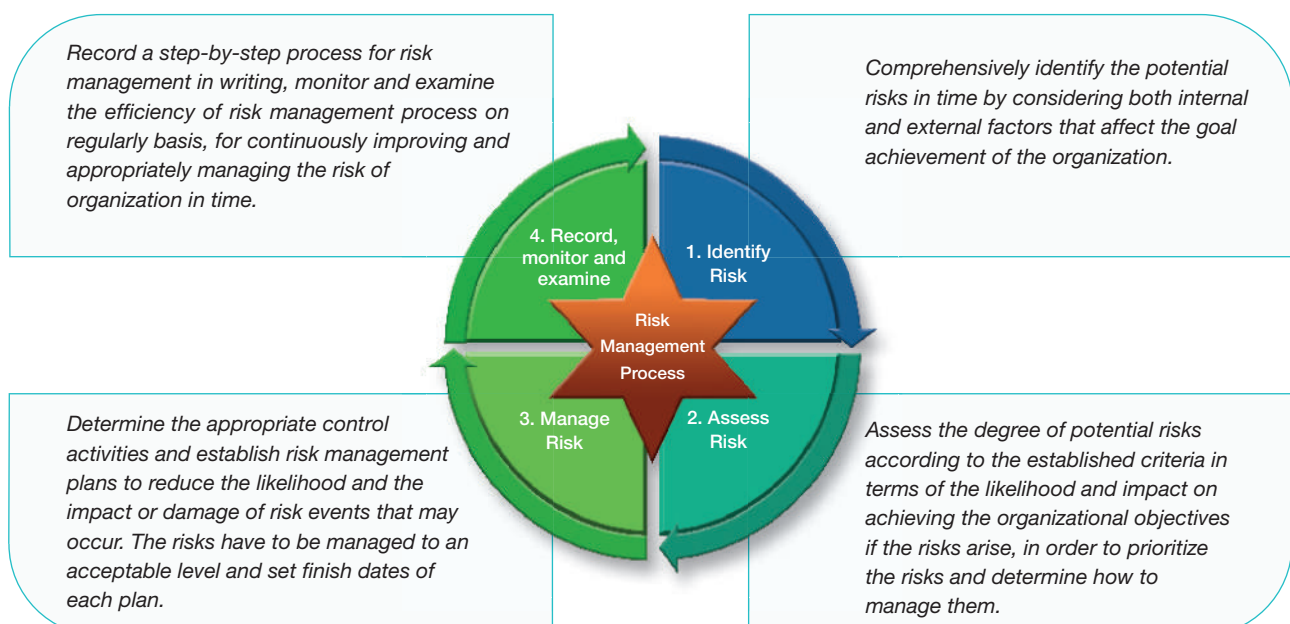 Record a step-by-step process for risk
management in writing, monitor and examine
the efficiency of risk management process on
regularly basis, for continuously improving and
appropriately managing the risk of
organization in time.
Comprehensively identify the potential
risks in time by considering both internal
and external factors that affect the goal
achievement of the organization.
4. Record,
monitor and
examine
1. Identify
Risk
Risk
Management
Process
3. Manage
Risk
2. Assess
Risk
Determine the appropriate control
activities and establish risk management
plans to reduce the likelihood and the
impact or damage of risk events that may
occur. The risks have to be managed to an
acceptable level and set finish dates of
each plan.
Assess the degree of potential risks
according to the established criteria in
terms of the likelihood and impact on
achieving the organizational objectives
if the risks arise, in order to prioritize
the risks and determine how to
manage them.